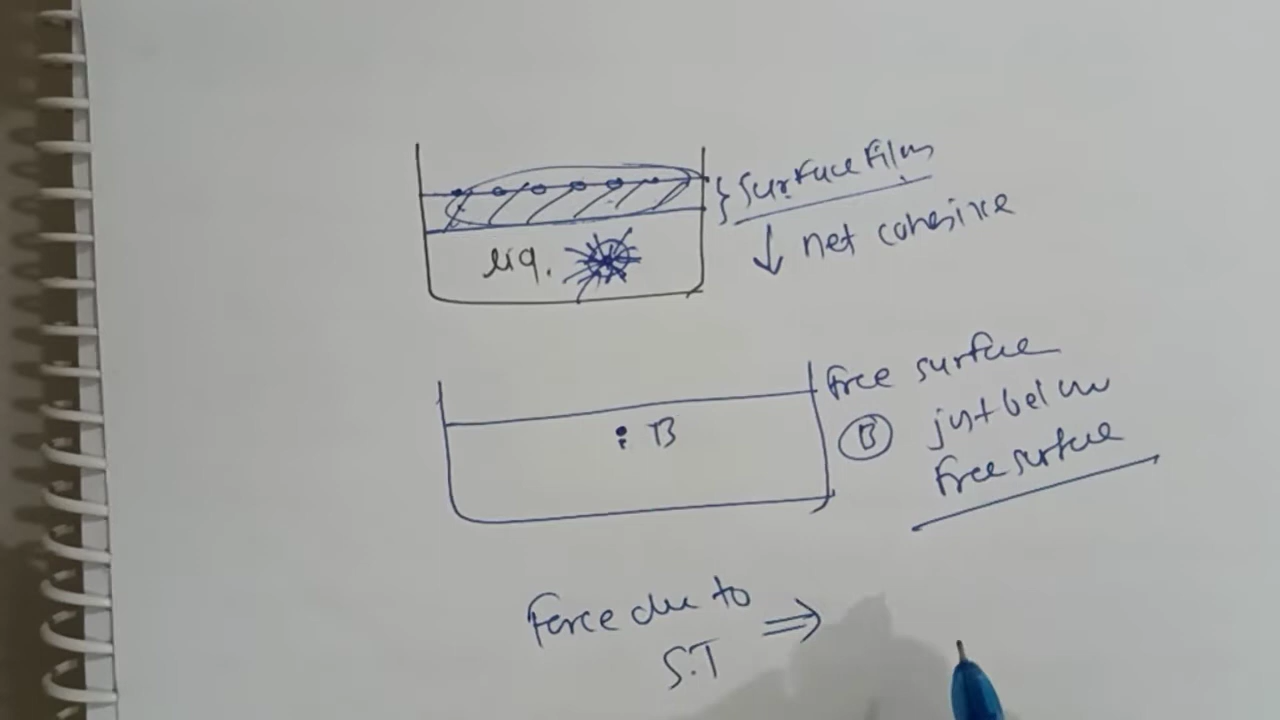 Surface Film
liq.
↓ net cohesive
Free surface
B
B just below
Free surface
Force due to ⇒
S.T